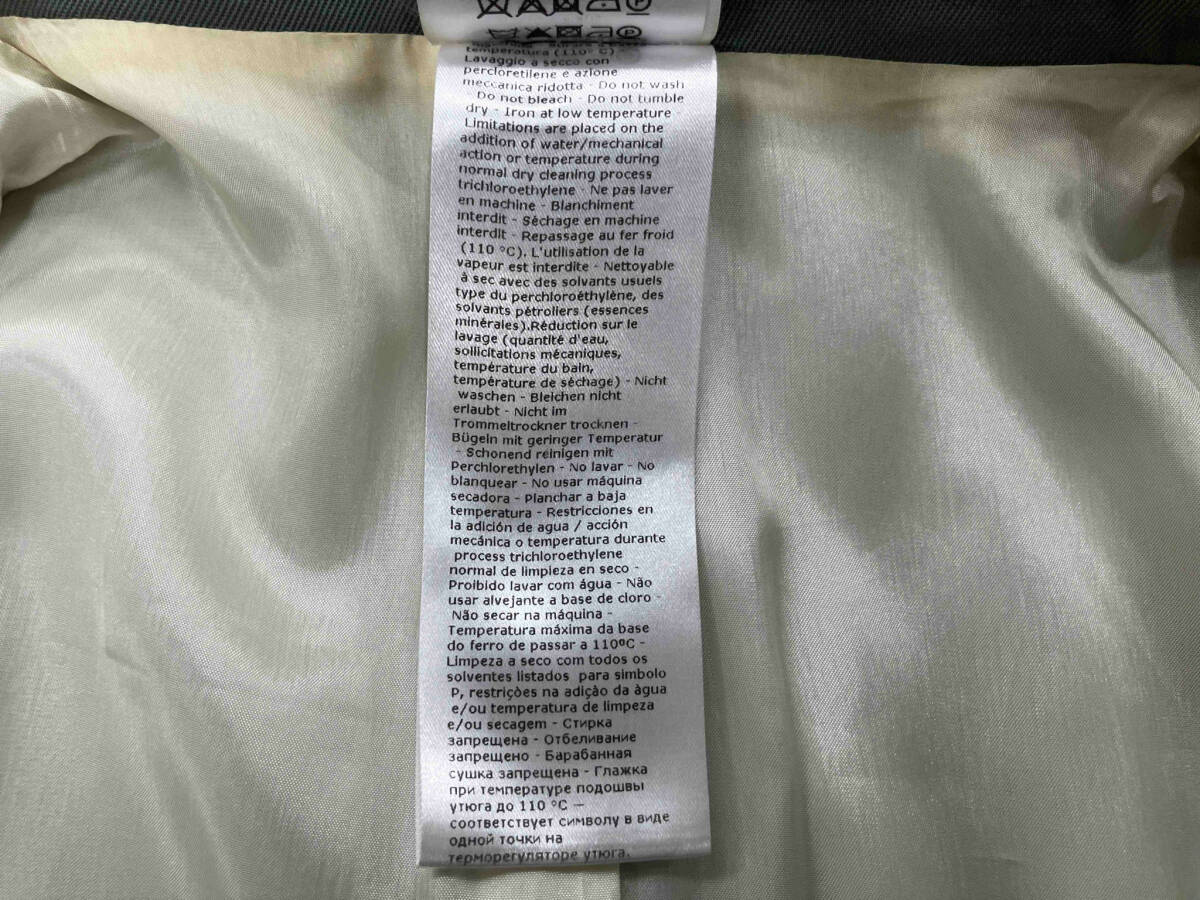 temperatura (110° C) -
Lavaggio a secco con
percloretilene e azione
meccanica ridotta - Do not wash
- Do not bleach - Do not tumble
dry - Iron at low temperature -
Limitations are placed on the
addition of water/mechanical
action or temperature during
normal dry cleaning process
trichloroethylene - Ne pas laver
en machine - Blanchiment
interdit - Séchage en machine
interdit - Repassage au fer froid
(110 °C). L'utilisation de la
vapeur est interdite - Nettoyable
à sec avec des solvants usuels
type du perchloroéthylène, des
solvants pétroliers (essences
minérales).Réduction sur le
lavage (quantité d'eau,
sollicitations mécaniques,
température du bain,
température de séchage) - Nicht
waschen - Bleichen nicht
erlaubt - Nicht im
Trommeltrockner trocknen -
Bügeln mit geringer Temperatur
- Schonend reinigen mit
Perchlorethylen - No lavar - No
blanquear - No usar máquina
secadora - Planchar a baja
temperatura - Restricciones en
la adición de agua / acción
mecánica o temperatura durante
process trichloroethylene
normal de limpieza en seco -
Proibido lavar com água - Não
usar alvejante a base de cloro -
Não secar na máquina -
Temperatura máxima da base
do ferro de passar a 110ºC -
Limpeza a seco com todos os
solventes listados para simbolo
P, restrições na adição da àgua
e/ou temperatura de limpeza
e/ou secagem - Стирка
запрещена - Отбеливание
запрещено - Барабанная
сушка запрещена - Глажка
при температуре подошвы
утюга до 110 °C —
соответствует символу в виде
одной точки на
терморегуляторе утюга.